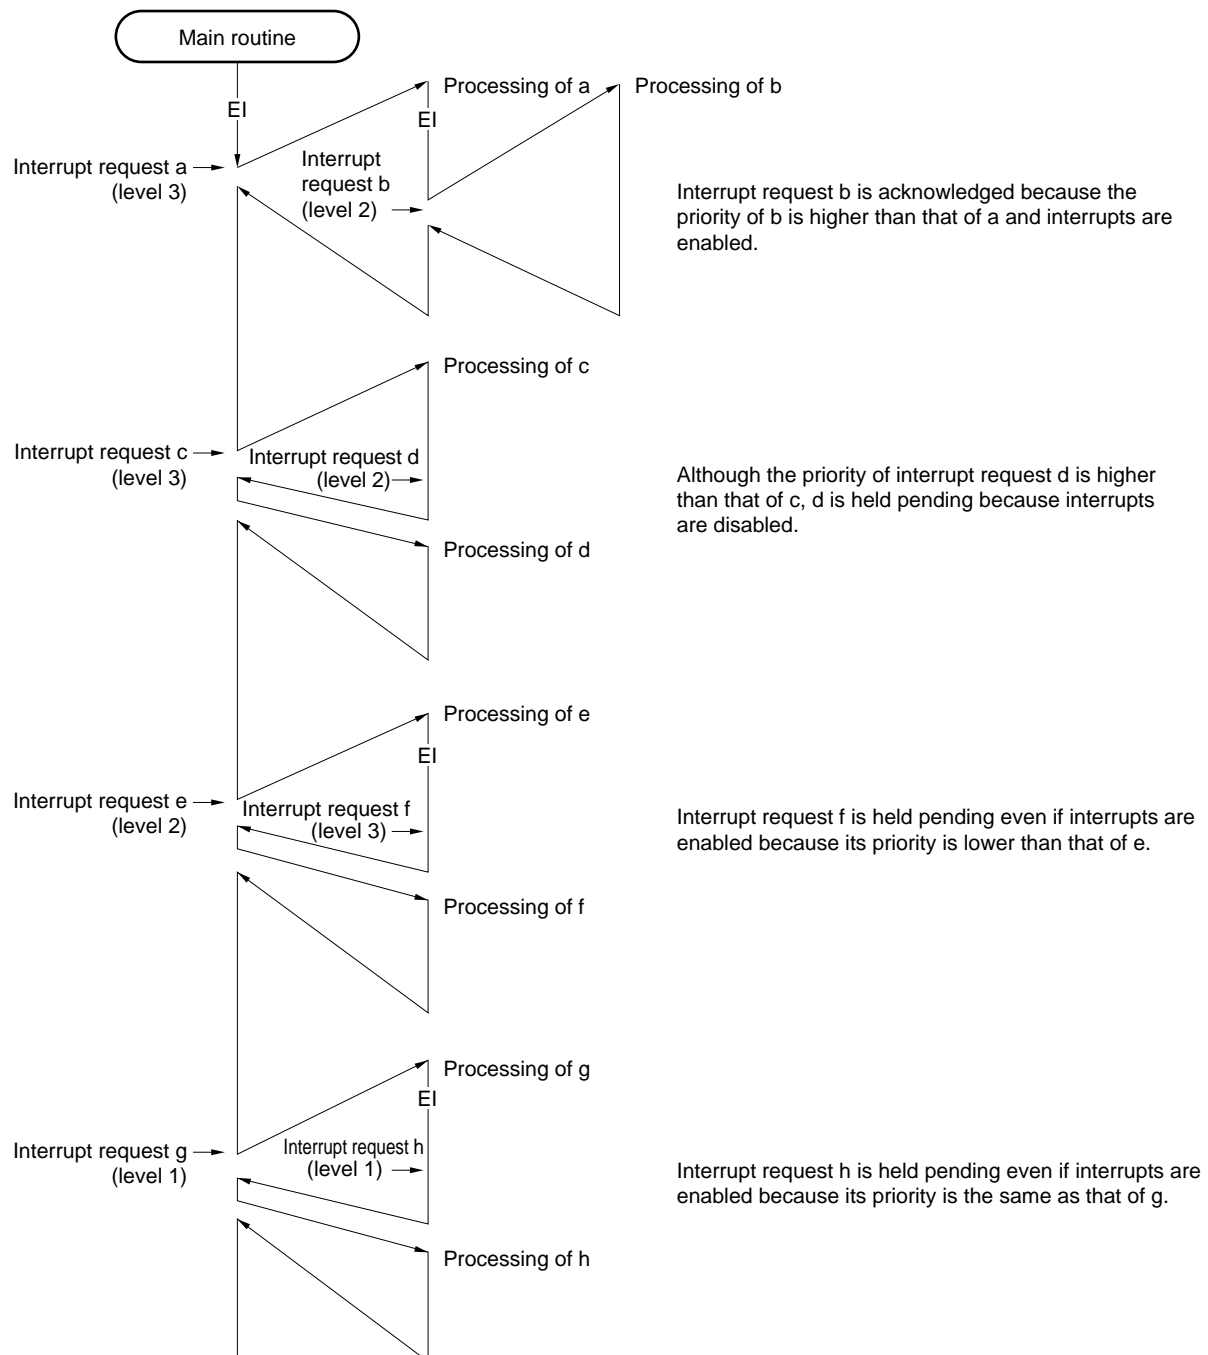 Main routine
EI
Processing of a
Processing of b
EI
Interrupt request a
(level 3)
Interrupt
request b
(level 2)
Interrupt request b is acknowledged because the
priority of b is higher than that of a and interrupts are
enabled.
Processing of c
Interrupt request c
(level 3)
Interrupt request d
(level 2)
Although the priority of interrupt request d is higher
than that of c, d is held pending because interrupts
are disabled.
Processing of d
Processing of e
EI
Interrupt request e
(level 2)
Interrupt request f
(level 3)
Interrupt request f is held pending even if interrupts are
enabled because its priority is lower than that of e.
Processing of f
Processing of g
EI
Interrupt request g
(level 1)
Interrupt request h
(level 1)
Interrupt request h is held pending even if interrupts are
enabled because its priority is the same as that of g.
Processing of h